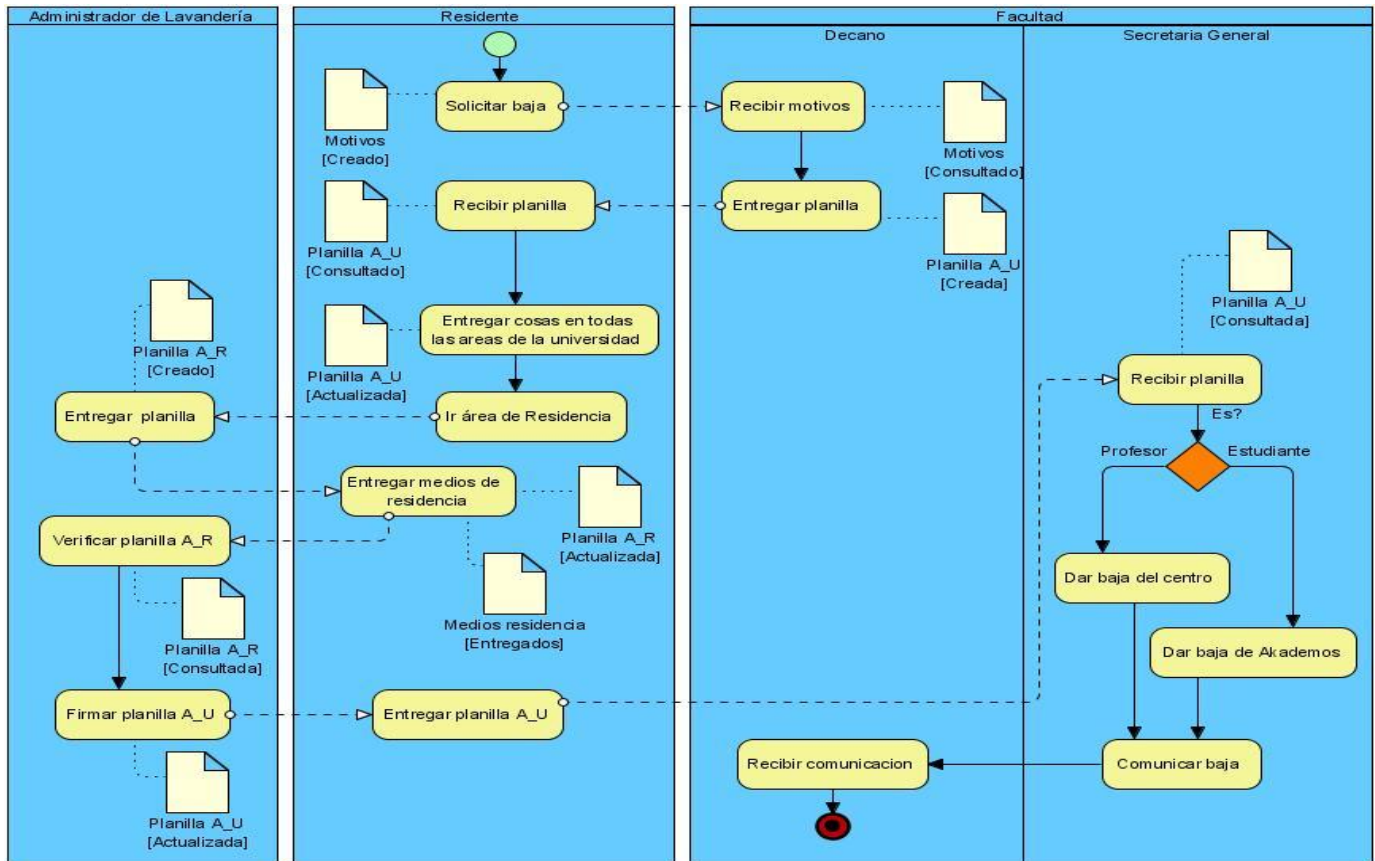 Administrador de Lavandería
Residente
Facultad
Decano
Secretaria General
Solicitar baja
Motivos
[Creado]
Recibir motivos
Motivos
[Consultado]
Recibir planilla
Planilla A_U
[Consultado]
Entregar planilla
Planilla A_U
[Creada]
Entregar cosas en todas
las areas de la universidad
Planilla A_U
[Actualizada]
Planilla A_U
[Consultada]
Planilla A_R
[Creado]
Entregar planilla
Ir área de Residencia
Recibir planilla
Es?
Profesor
Estudiante
Entregar medios de
residencia
Planilla A_R
[Actualizada]
Medios residencia
[Entregados]
Verificar planilla A_R
Planilla A_R
[Consultada]
Dar baja del centro
Dar baja de Akademos
Firmar planilla A_U
Planilla A_U
[Actualizada]
Entregar planilla A_U
Recibir comunicacion
Comunicar baja